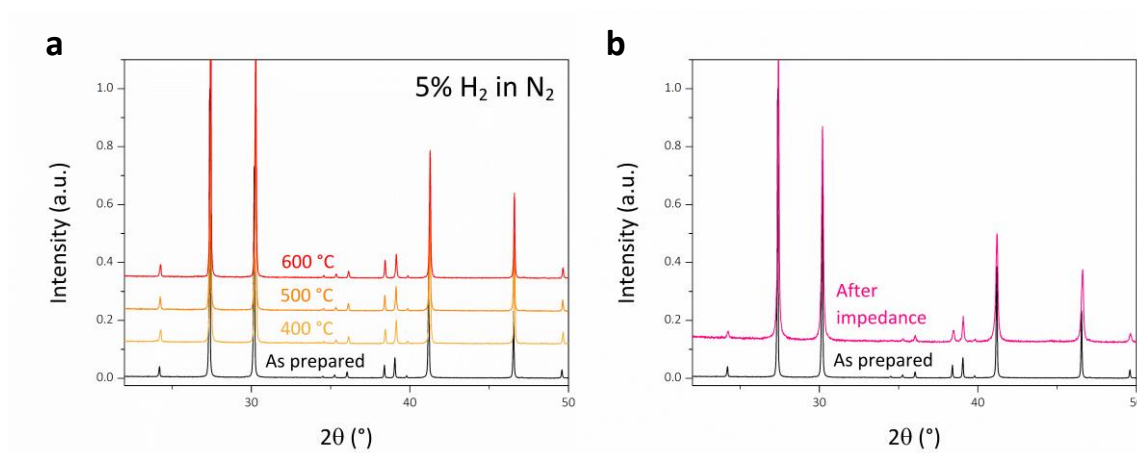 a
5% H₂ in N₂
Intensity (a.u.)
1.0
0.8
0.6
0.4
0.2
0.0
600 °C
500 °C
400 °C
As prepared
30
40
50
2θ (°)
b
Intensity (a.u.)
1.0
0.8
0.6
0.4
0.2
0.0
After
impedance
As prepared
30
40
50
2θ (°)